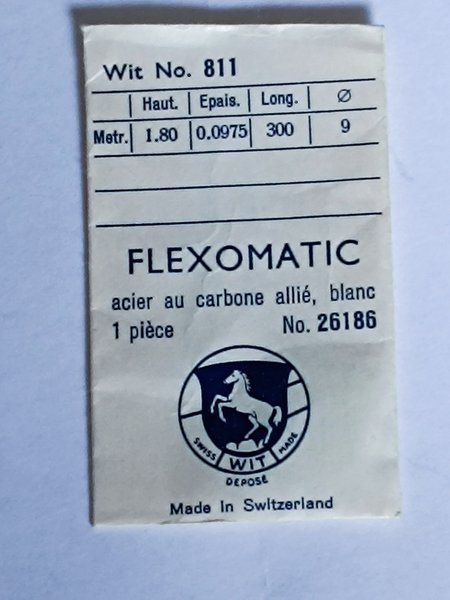 Wit No. 811
Haut. Epais. Long. ∅
Metr. 1.80 0.0975 300 9
FLEXOMATIC
acier au carbone allié, blanc
1 pièce No. 26186
SWISS WIT MADE
DEPOSÉ
Made in Switzerland